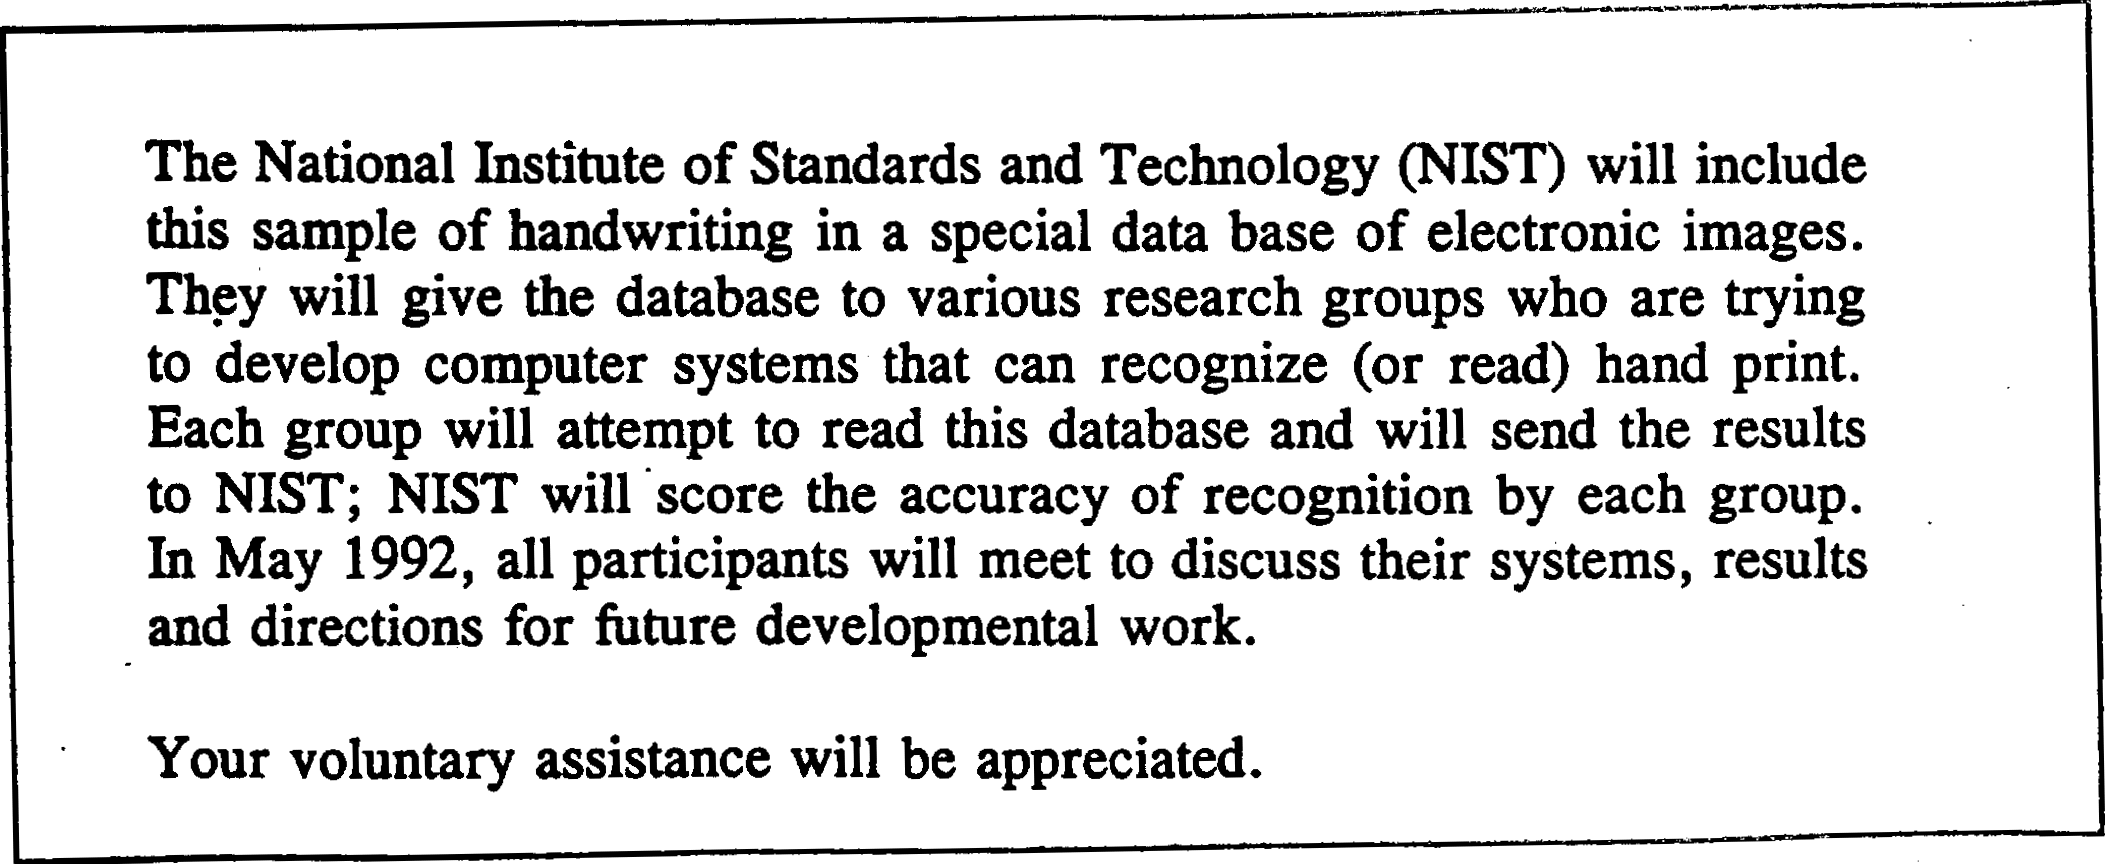 The National Institute of Standards and Technology (NIST) will include
this sample of handwriting in a special data base of electronic images.
They will give the database to various research groups who are trying
to develop computer systems that can recognize (or read) hand print.
Each group will attempt to read this database and will send the results
to NIST; NIST will score the accuracy of recognition by each group.
In May 1992, all participants will meet to discuss their systems, results
and directions for future developmental work.
Your voluntary assistance will be appreciated.